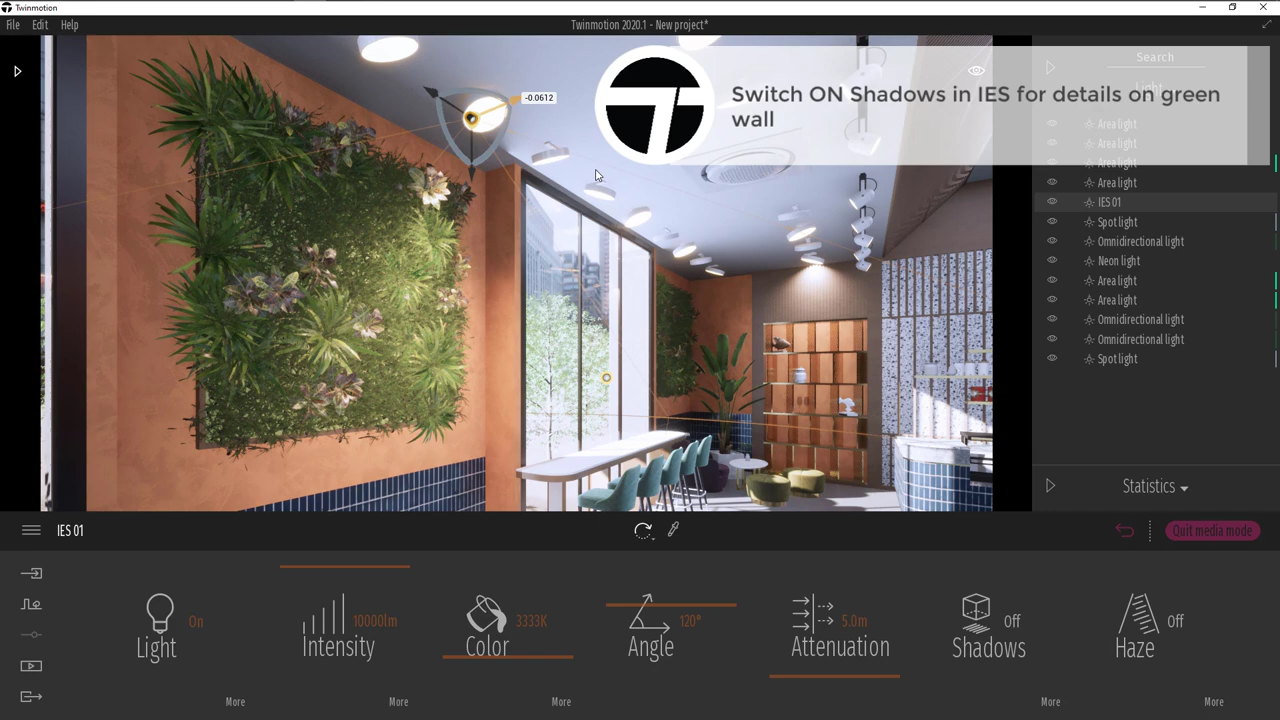 Twinmotion
File Edit Help
Twinmotion 2020.1 - New project*
Search
Light
Switch ON Shadows in IES for details on green
wall
-0.0612
Area light
Area light
Area light
Area light
IES 01
Spot light
Omnidirectional light
Neon light
Area light
Area light
Omnidirectional light
Omnidirectional light
Spot light
Statistics
IES 01
Quit media mode
Light On
Intensity 10000lm
Color 3333K
Angle 120°
Attenuation 5.0m
Shadows Off
Haze Off
More More More More More